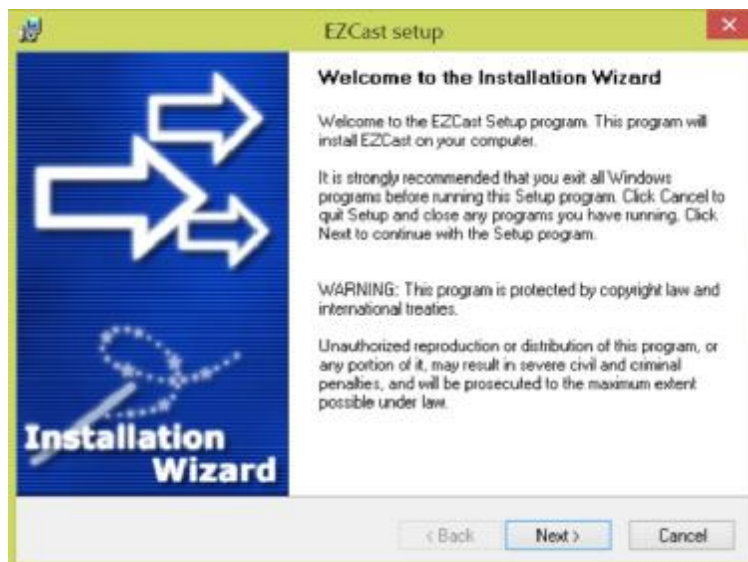 EZCast setup
Welcome to the Installation Wizard
Welcome to the EZCast Setup program. This program will
install EZCast on your computer.
It is strongly recommended that you exit all Windows
programs before running this Setup program. Click Cancel to
quit Setup and close any programs you have running. Click
Next to continue with the Setup program.
WARNING: This program is protected by copyright law and
international treaties.
Unauthorized reproduction or distribution of this program, or
any portion of it, may result in severe civil and criminal
penalties, and will be prosecuted to the maximum extent
possible under law.
Installation
Wizard
< Back Next > Cancel